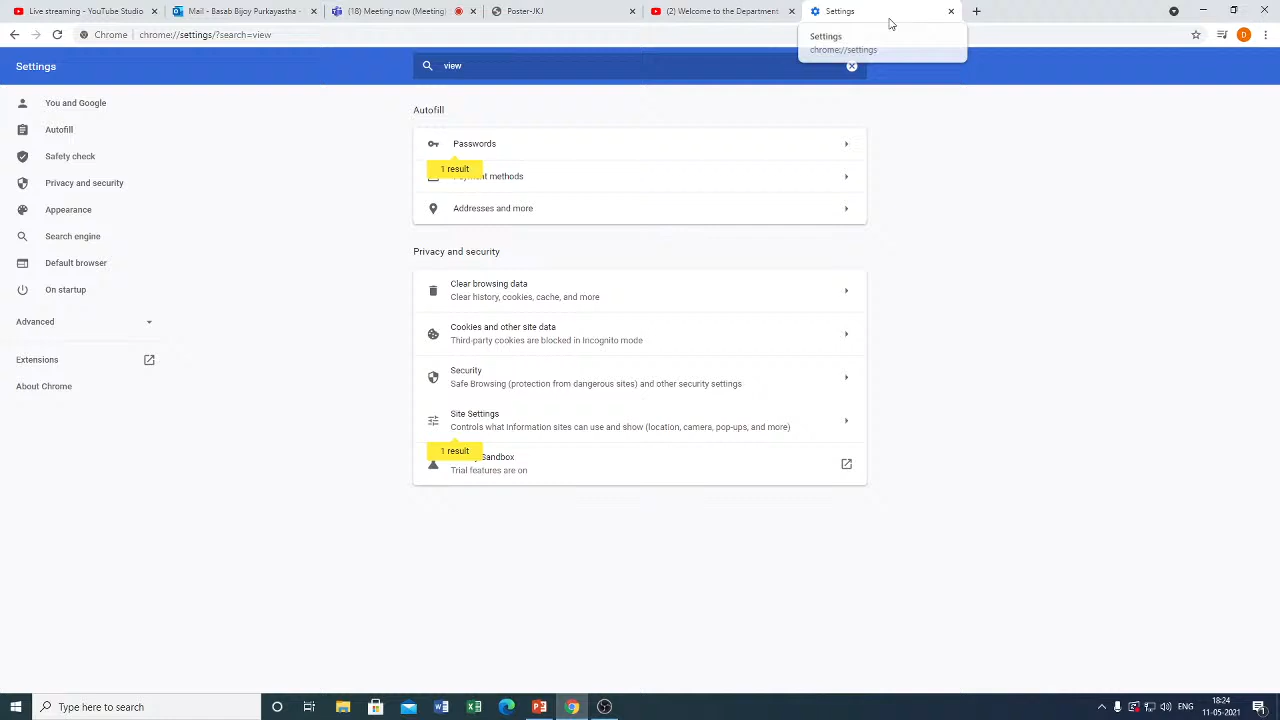 Live streaming - YouTube Studio
Mail - Basab Bijoy Purkayastha -
(18) Meeting now (Meeting)
Poster-JKJ
(2) Welcome to the Department
Settings
Chrome | chrome://settings/?search=view
D
Settings
chrome://settings
Settings
view
You and Google
Autofill
Safety check
Privacy and security
Appearance
Search engine
Default browser
On startup
Advanced
Extensions
About Chrome
Autofill
Passwords
1 result
methods
Addresses and more
Privacy and security
Clear browsing data
Clear history, cookies, cache, and more
Cookies and other site data
Third-party cookies are blocked in Incognito mode
Security
Safe Browsing (protection from dangerous sites) and other security settings
Site Settings
Controls what information sites can use and show (location, camera, pop-ups, and more)
1 result
Sandbox
Trial features are on
Type here to search
ENG
18:24
11-05-2021